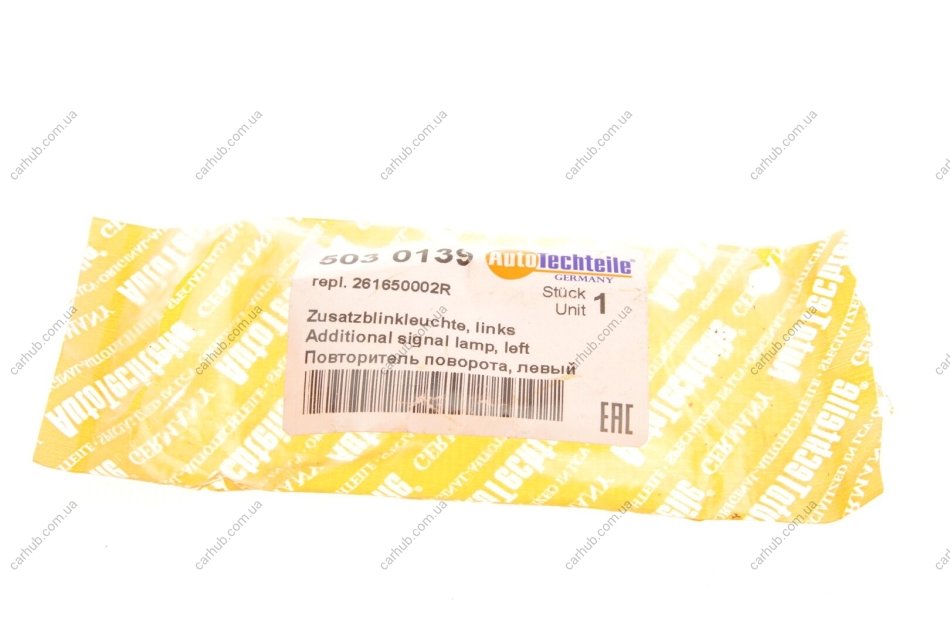 503 0139
AutoTechteile®
GERMANY
repl. 261650002R
Stück
Unit 1
Zusatzblinkleuchte, links
Additional signal lamp, left
Повторитель поворота, левый
EAC
carhub.com.ua